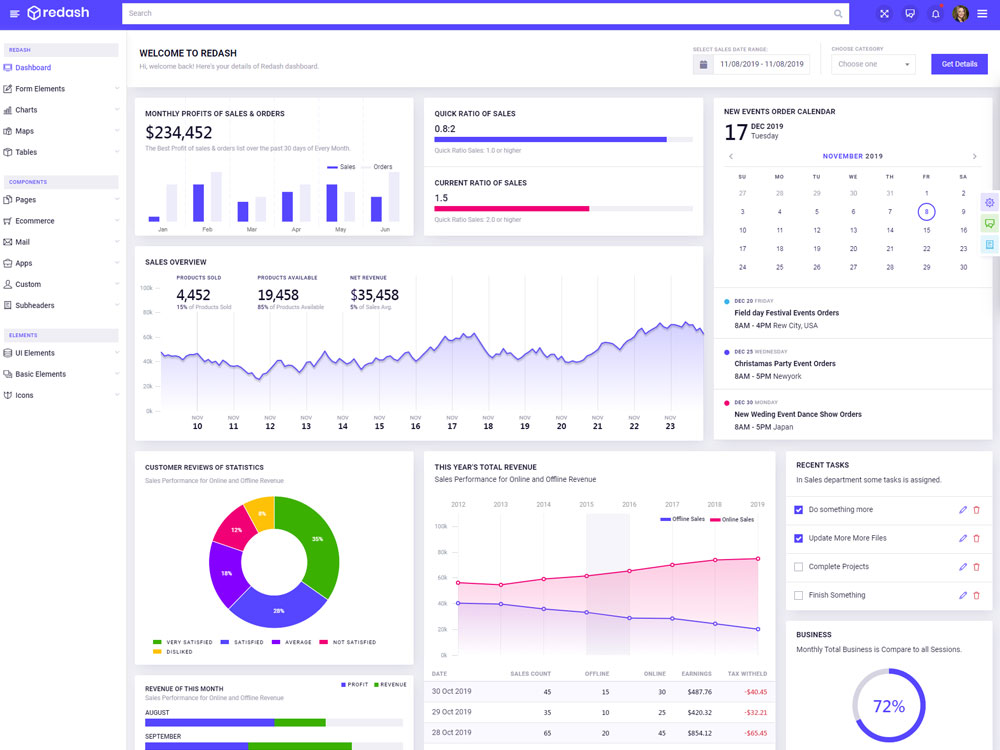 redash
Search
REDASH
Dashboard
Form Elements
Charts
Maps
Tables
COMPONENTS
Pages
Ecommerce
Mail
Apps
Custom
Subheaders
ELEMENTS
UI Elements
Basic Elements
Icons
WELCOME TO REDASH
Hi, welcome back! Here's your details of Redash dashboard.
SELECT SALES DATE RANGE:
11/08/2019 - 11/08/2019
CHOOSE CATEGORY
Choose one
Get Details
MONTHLY PROFITS OF SALES & ORDERS
$234,452
The Best Profit of sales & orders list over the past 30 days of Every Month.
Sales Orders
Jan Feb Mar Apr May Jun
QUICK RATIO OF SALES
0.8:2
Quick Ratio Sales: 1.0 or higher
CURRENT RATIO OF SALES
1.5
Quick Ratio Sales: 2.0 or higher
NEW EVENTS ORDER CALENDAR
17 DEC 2019
Tuesday
NOVEMBER 2019
SU MO TU WE TH FR SA
27 28 29 30 31 1 2
3 4 5 6 7 8 9
10 11 12 13 14 15 16
17 18 19 20 21 22 23
24 25 26 27 28 29 30
DEC 20 FRIDAY
Field day Festival Events Orders
8AM - 4PM Rew City, USA
DEC 25 WEDNESDAY
Christamas Party Event Orders
8AM - 5PM Newyork
DEC 30 MONDAY
New Weding Event Dance Show Orders
8AM - 5PM Japan
SALES OVERVIEW
PRODUCTS SOLD
4,452
15% of Products Sold
PRODUCTS AVAILABLE
19,458
85% of Products Available
NET REVENUE
$35,458
5% of Sales Avg.
100k
80k
60k
40k
20k
0k
NOV NOV NOV NOV NOV NOV NOV NOV NOV NOV NOV NOV NOV NOV
10 11 12 13 14 15 16 17 18 19 20 21 22 23
CUSTOMER REVIEWS OF STATISTICS
Sales Performance for Online and Offline Revenue
8%
35%
12%
18%
28%
VERY SATISFIED SATISFIED AVERAGE NOT SATISFIED
DISLIKED
THIS YEAR'S TOTAL REVENUE
Sales Performance for Online and Offline Revenue
2012 2013 2014 2015 2016 2017 2018 2019
Offline Sales Online Sales
100k
80k
60k
40k
20k
0k
DATE SALES COUNT OFFLINE ONLINE EARNINGS TAX WITHELD
30 Oct 2019 45 15 30 $487.76 -$40.45
29 Oct 2019 35 10 25 $420.32 -$32.21
28 Oct 2019 65 20 45 $854.12 -$65.45
RECENT TASKS
In Sales department some tasks is assigned.
Do something more
Update More More Files
Complete Projects
Finish Something
BUSINESS
Monthly Total Business is Compare to all Sessions.
72%
REVENUE OF THIS MONTH
PROFIT REVENUE
Sales Performance for Online and Offline Revenue
AUGUST
SEPTEMBER